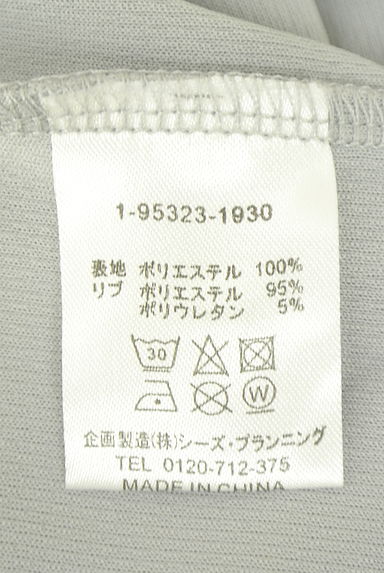 1-95323-1930
表地 ポリエステル 100%
リブ ポリエステル 95%
ポリウレタン 5%
30
W
企画製造(株)シーズ・プランニング
TEL 0120-712-375
MADE IN CHINA